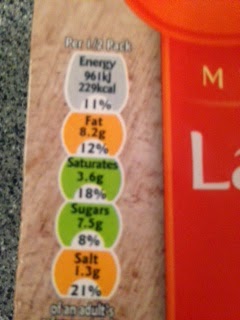 Per 1/2 Pack
Energy
961kJ
229kcal
11%
Fat
8.2g
12%
Saturates
3.6g
18%
Sugars
7.5g
8%
Salt
1.3g
21%
of an adult's
M
La